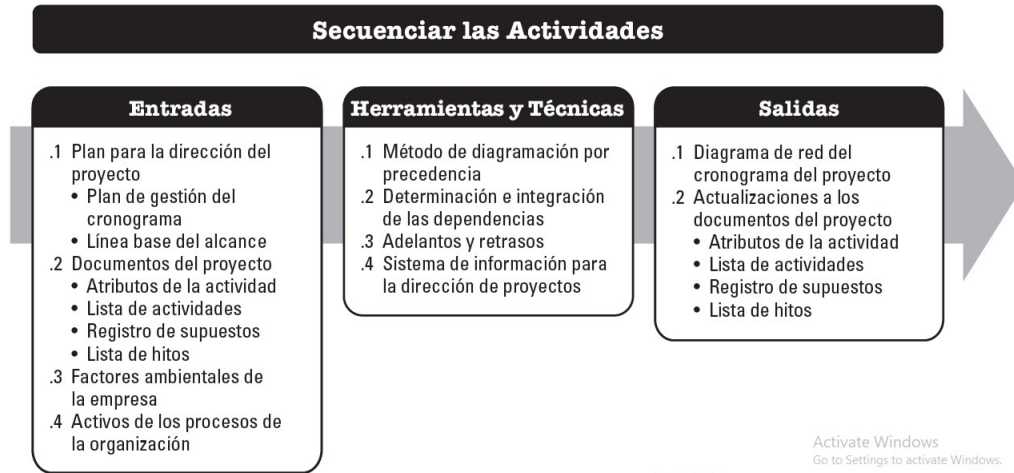 Secuenciar las Actividades
Entradas
.1 Plan para la dirección del
proyecto
• Plan de gestión del
cronograma
• Línea base del alcance
.2 Documentos del proyecto
• Atributos de la actividad
• Lista de actividades
• Registro de supuestos
• Lista de hitos
.3 Factores ambientales de
la empresa
.4 Activos de los procesos de
la organización
Herramientas y Técnicas
.1 Método de diagramación por
precedencia
.2 Determinación e integración
de las dependencias
.3 Adelantos y retrasos
.4 Sistema de información para
la dirección de proyectos
Salidas
.1 Diagrama de red del
cronograma del proyecto
.2 Actualizaciones a los
documentos del proyecto
• Atributos de la actividad
• Lista de actividades
• Registro de supuestos
• Lista de hitos
Activate Windows
Go to Settings to activate Windows.